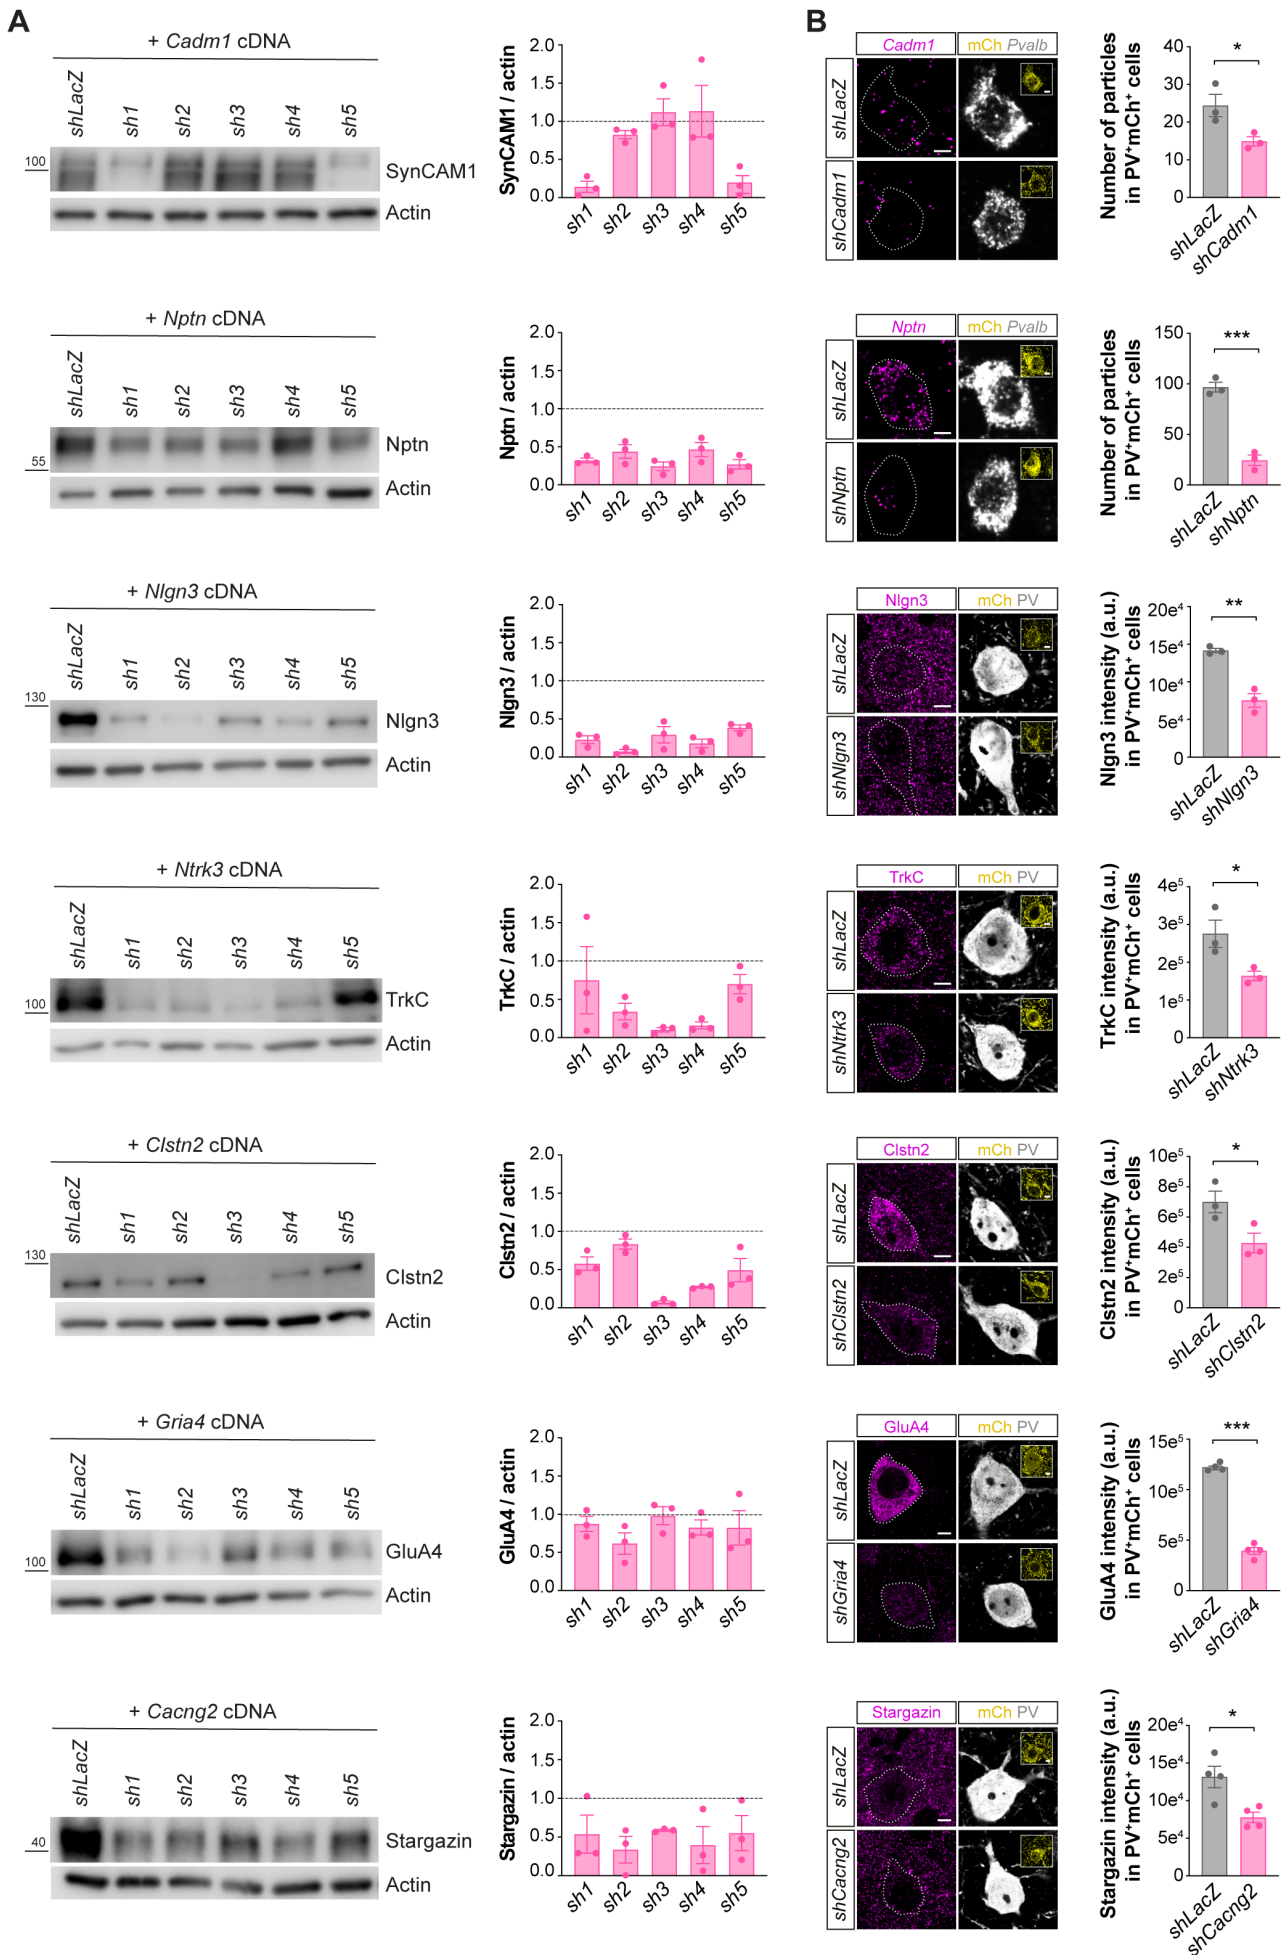 A
+ Cadm1 cDNA
shLacZ sh1 sh2 sh3 sh4 sh5
100
SynCAM1
Actin
SynCAM1 / actin
2.0
1.5
1.0
0.5
0.0
sh1 sh2 sh3 sh4 sh5
B
Cadm1
mCh Pvalb
shLacZ
shCadm1
Number of particles
in PV⁺mCh⁺ cells
40
30
20
10
0
*
shLacZ
shCadm1
+ Nptn cDNA
shLacZ sh1 sh2 sh3 sh4 sh5
55
Nptn
Actin
Nptn / actin
2.0
1.5
1.0
0.5
0.0
sh1 sh2 sh3 sh4 sh5
Nptn
mCh Pvalb
shLacZ
shNptn
Number of particles
in PV⁺mCh⁺ cells
150
100
50
0
***
shLacZ
shNptn
+ Nlgn3 cDNA
shLacZ sh1 sh2 sh3 sh4 sh5
130
Nlgn3
Actin
Nlgn3 / actin
2.0
1.5
1.0
0.5
0.0
sh1 sh2 sh3 sh4 sh5
Nlgn3
mCh PV
shLacZ
shNlgn3
Nlgn3 intensity (a.u.)
in PV⁺mCh⁺ cells
20e⁴
15e⁴
10e⁴
5e⁴
0
**
shLacZ
shNlgn3
+ Ntrk3 cDNA
shLacZ sh1 sh2 sh3 sh4 sh5
100
TrkC
Actin
TrkC / actin
2.0
1.5
1.0
0.5
0.0
sh1 sh2 sh3 sh4 sh5
TrkC
mCh PV
shLacZ
shNtrk3
TrkC intensity (a.u.)
in PV⁺mCh⁺ cells
4e⁵
3e⁵
2e⁵
1e⁵
0
*
shLacZ
shNtrk3
+ Clstn2 cDNA
shLacZ sh1 sh2 sh3 sh4 sh5
130
Clstn2
Actin
Clstn2 / actin
2.0
1.5
1.0
0.5
0.0
sh1 sh2 sh3 sh4 sh5
Clstn2
mCh PV
shLacZ
shClstn2
Clstn2 intensity (a.u.)
in PV⁺mCh⁺ cells
10e⁵
8e⁵
6e⁵
4e⁵
2e⁵
0
*
shLacZ
shClstn2
+ Gria4 cDNA
shLacZ sh1 sh2 sh3 sh4 sh5
100
GluA4
Actin
GluA4 / actin
2.0
1.5
1.0
0.5
0.0
sh1 sh2 sh3 sh4 sh5
GluA4
mCh PV
shLacZ
shGria4
GluA4 intensity (a.u.)
in PV⁺mCh⁺ cells
15e⁵
10e⁵
5e⁵
0
***
shLacZ
shGria4
+ Cacng2 cDNA
shLacZ sh1 sh2 sh3 sh4 sh5
40
Stargazin
Actin
Stargazin / actin
2.0
1.5
1.0
0.5
0.0
sh1 sh2 sh3 sh4 sh5
Stargazin
mCh PV
shLacZ
shCacng2
Stargazin intensity (a.u.)
in PV⁺mCh⁺ cells
20e⁴
15e⁴
10e⁴
5e⁴
0
*
shLacZ
shCacng2